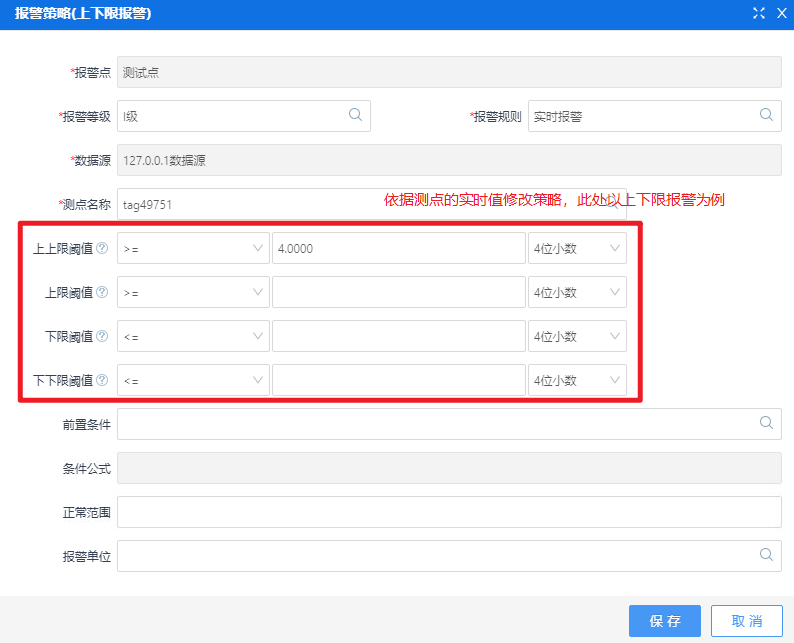 报警策略(上下限报警)
*报警点 测试点
*报警等级 I级 *报警规则 实时报警
*数据源 127.0.0.1数据源
*测点名称 tag49751 依据测点的实时值修改策略，此处以上下限报警为例
上上限阈值 ? >= 4.0000 4位小数
上限阈值 ? >= 4位小数
下限阈值 ? <= 4位小数
下下限阈值 ? <= 4位小数
前置条件
条件公式
正常范围
报警单位
保存 取消